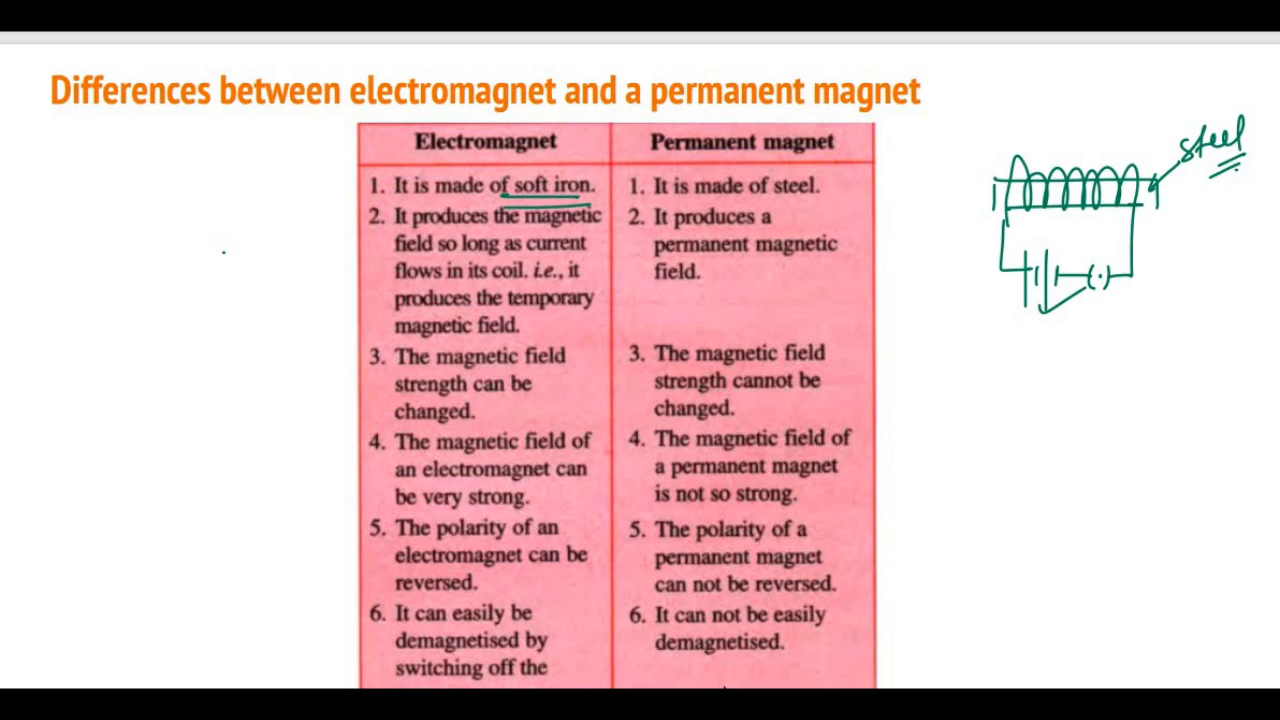 Differences between electromagnet and a permanent magnet
Electromagnet
Permanent magnet
1. It is made of soft iron.
2. It produces the magnetic
field so long as current
flows in its coil. i.e., it
produces the temporary
magnetic field.
3. The magnetic field
strength can be
changed.
4. The magnetic field of
an electromagnet can
be very strong.
5. The polarity of an
electromagnet can be
reversed.
6. It can easily be
demagnetised by
switching off the
1. It is made of steel.
2. It produces a
permanent magnetic
field.
3. The magnetic field
strength cannot be
changed.
4. The magnetic field of
a permanent magnet
is not so strong.
5. The polarity of a
permanent magnet
can not be reversed.
6. It can not be easily
demagnetised.
steel